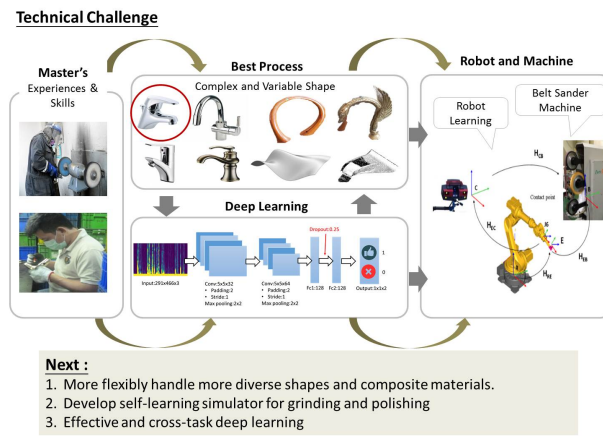 Technical Challenge
Master's
Experiences &
Skills
Best Process
Complex and Variable Shape
Deep Learning
Dropout:0.25
1
0
Input:291x466x3
Conv:5x5x32
• Padding:2
• Stride:1
Max pooling:2x2
Conv:5x5x64
• Padding:2
• Stride:1
Max pooling:2x2
Fc1:128
Fc2:128
Output:1x1x2
Robot and Machine
Robot
Learning
Belt Sander
Machine
H_CB
C
Contact point
H_EC
E
H_EB
H_RE
Next :
1. More flexibly handle more diverse shapes and composite materials.
2. Develop self-learning simulator for grinding and polishing
3. Effective and cross-task deep learning